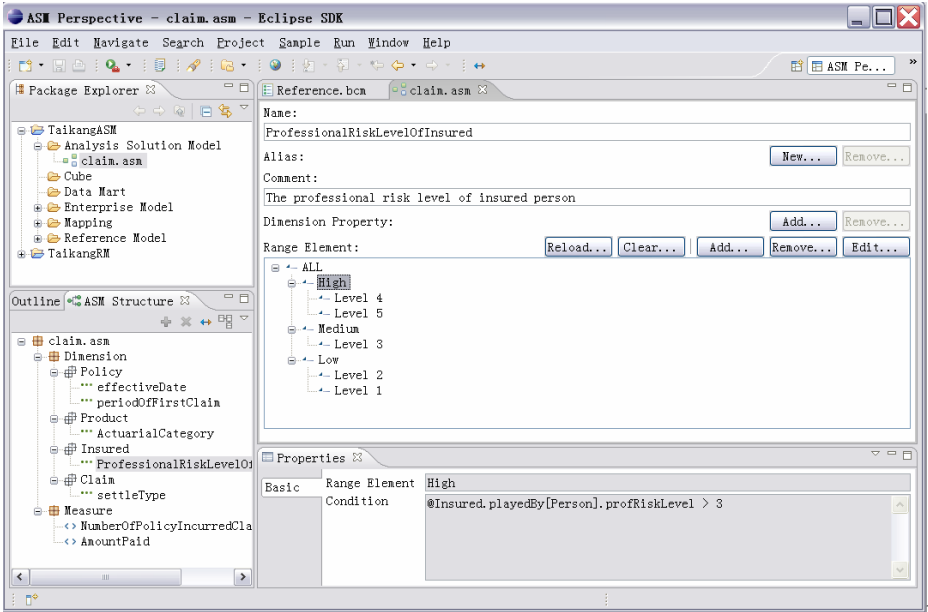 ASM Perspective - claim.asm - Eclipse SDK
File Edit Navigate Search Project Sample Run Window Help
ASM Pe... »
Package Explorer
TaikangASM
Analysis Solution Model
claim.asm
Cube
Data Mart
Enterprise Model
Mapping
Reference Model
TaikangRM
Outline ASM Structure
claim.asm
Dimension
Policy
effectiveDate
periodOfFirstClaim
Product
ActuarialCategory
Insured
ProfessionalRiskLevelOf
Claim
settleType
Measure
NumberOfPolicyIncurredCla
AmountPaid
Reference.bcm claim.asm
Name:
ProfessionalRiskLevelOfInsured
Alias: New... Remove...
Comment:
The professional risk level of insured person
Dimension Property: Add... Remove...
Range Element: Reload... Clear... Add... Remove... Edit...
ALL
High
Level 4
Level 5
Medium
Level 3
Low
Level 2
Level 1
Properties
Basic Range Element High
Condition @Insured.playedBy[Person].profRiskLevel > 3